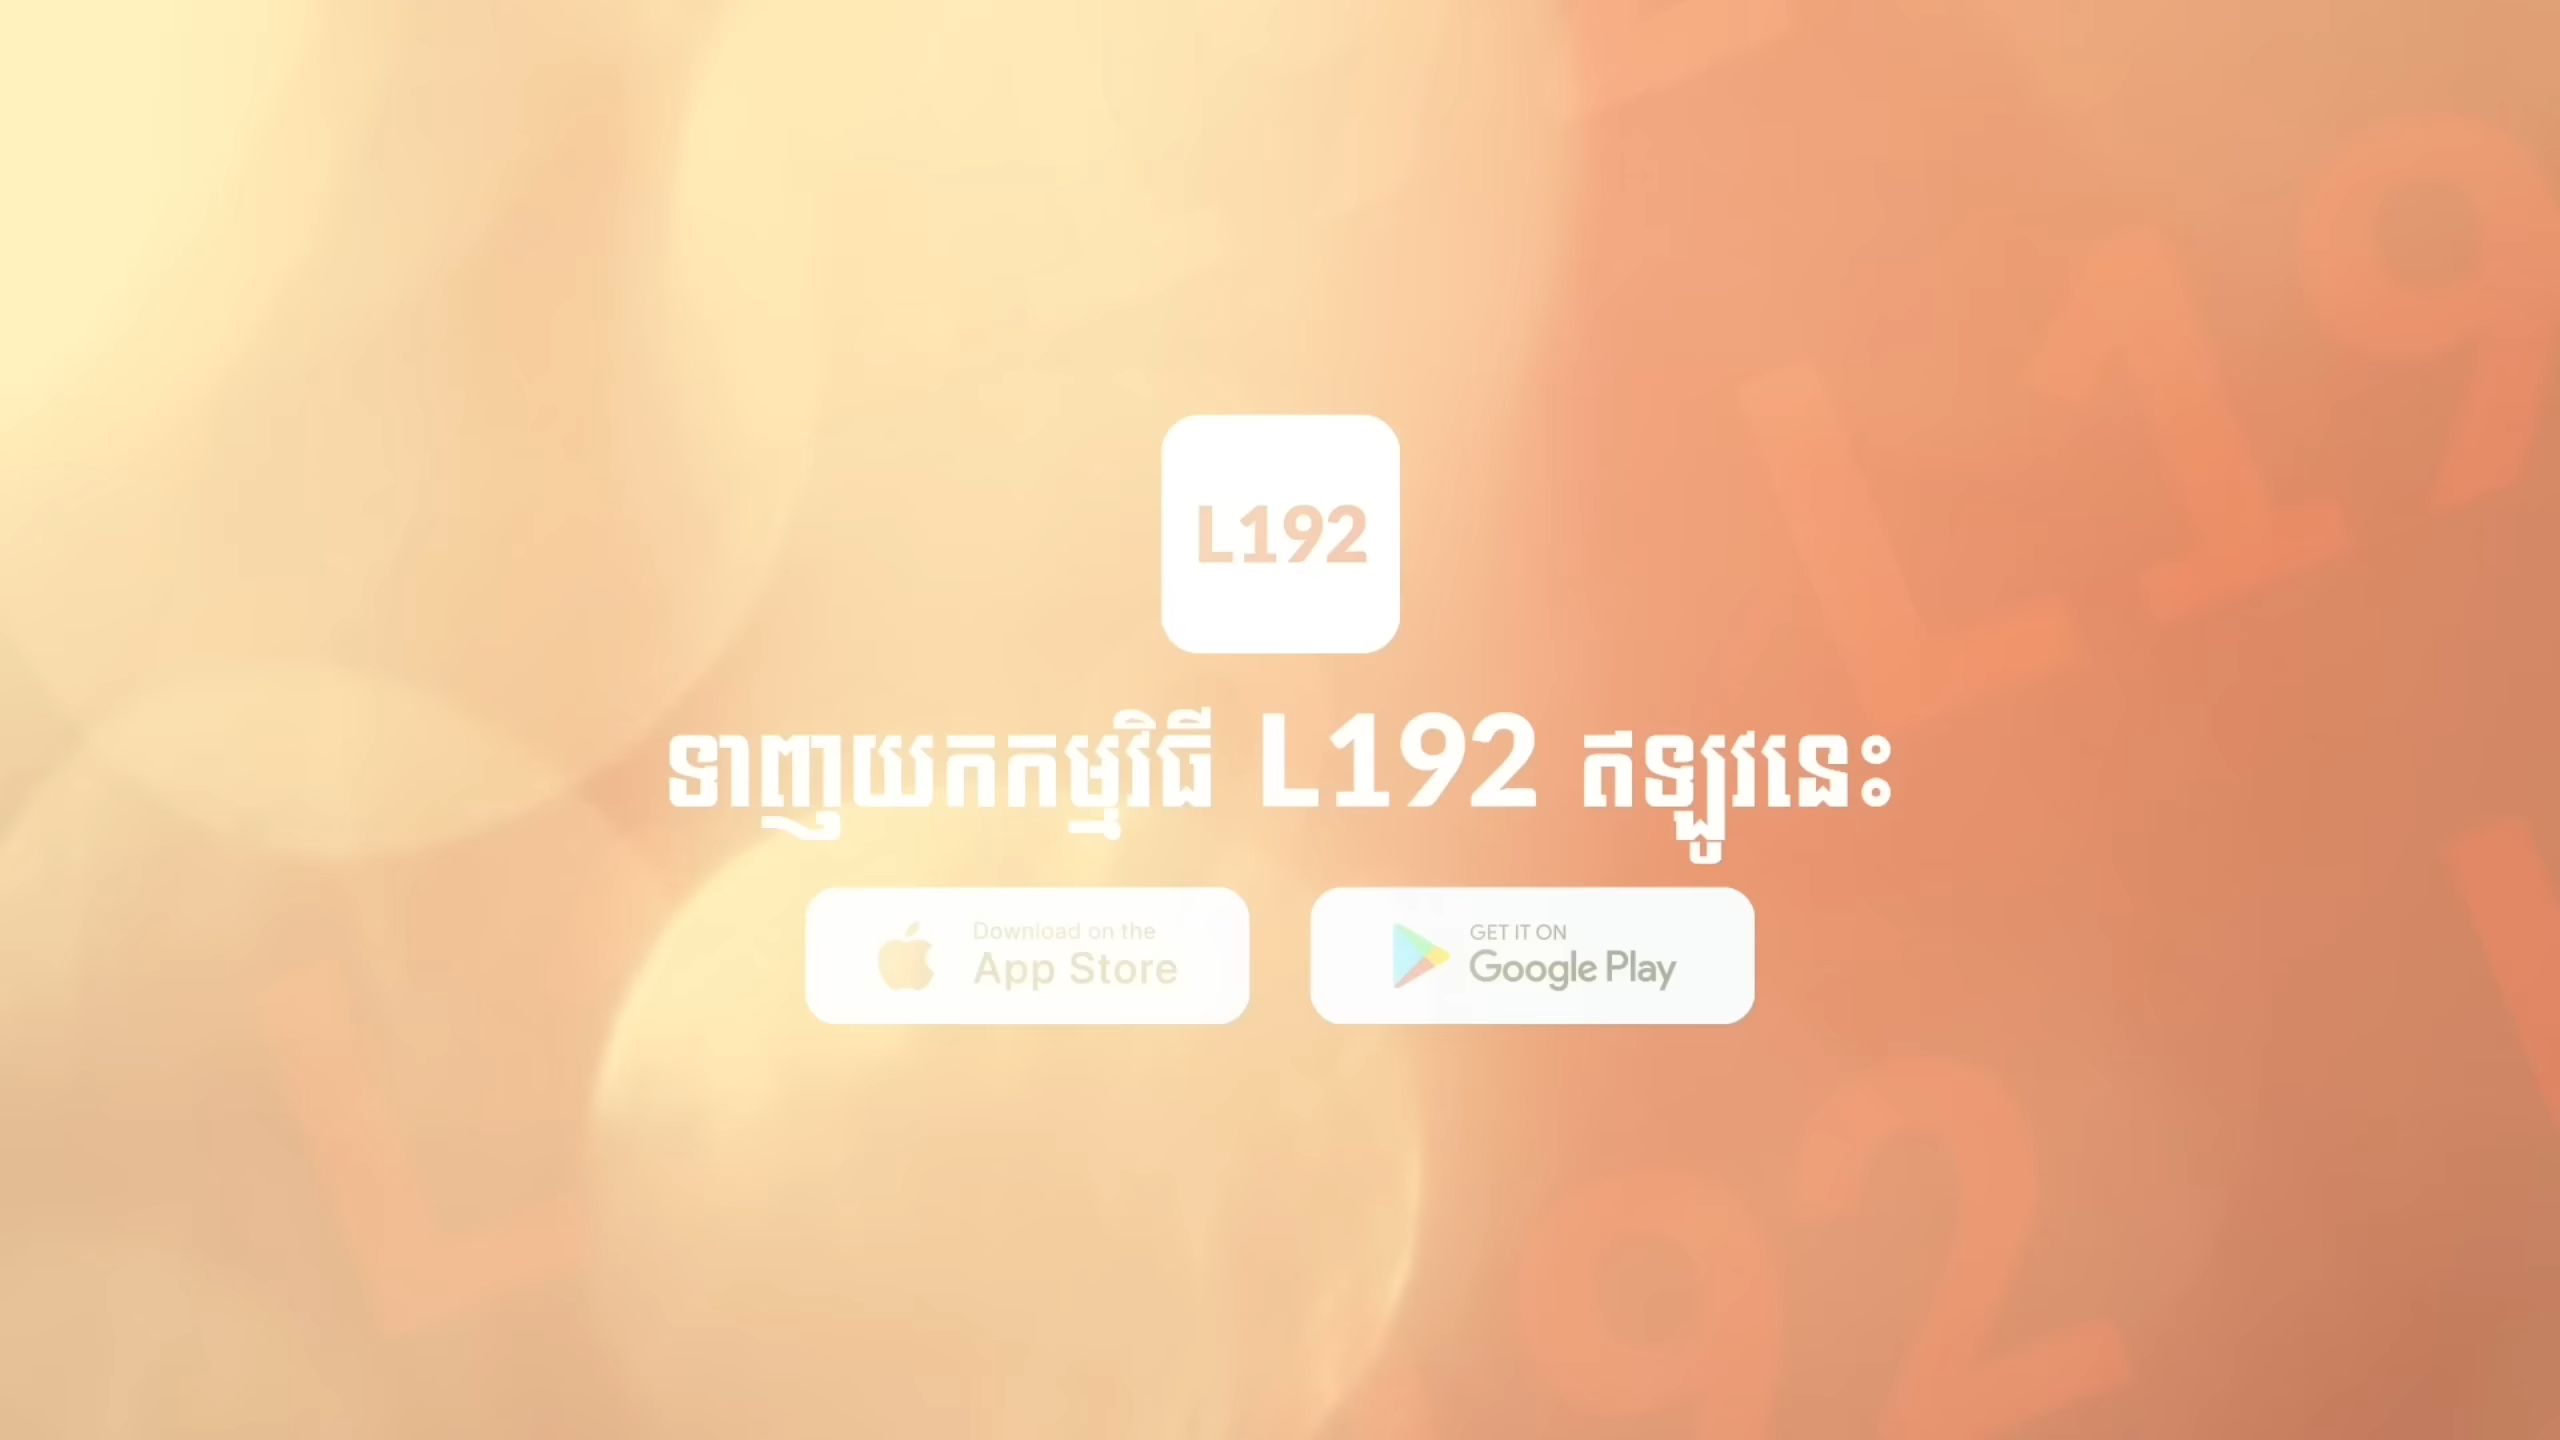 L192
ទាញយកកម្មវិធី L192 ឥឡូវនេះ
Download on the
App Store
GET IT ON
Google Play